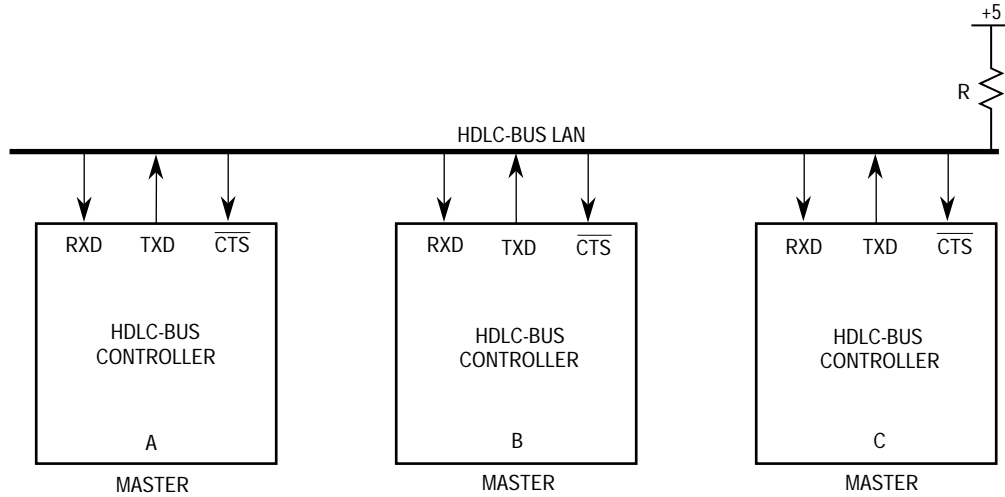 +5
R
HDLC-BUS LAN
RXD TXD CTS
RXD TXD CTS
RXD TXD CTS
HDLC-BUS
CONTROLLER
HDLC-BUS
CONTROLLER
HDLC-BUS
CONTROLLER
A
B
C
MASTER
MASTER
MASTER